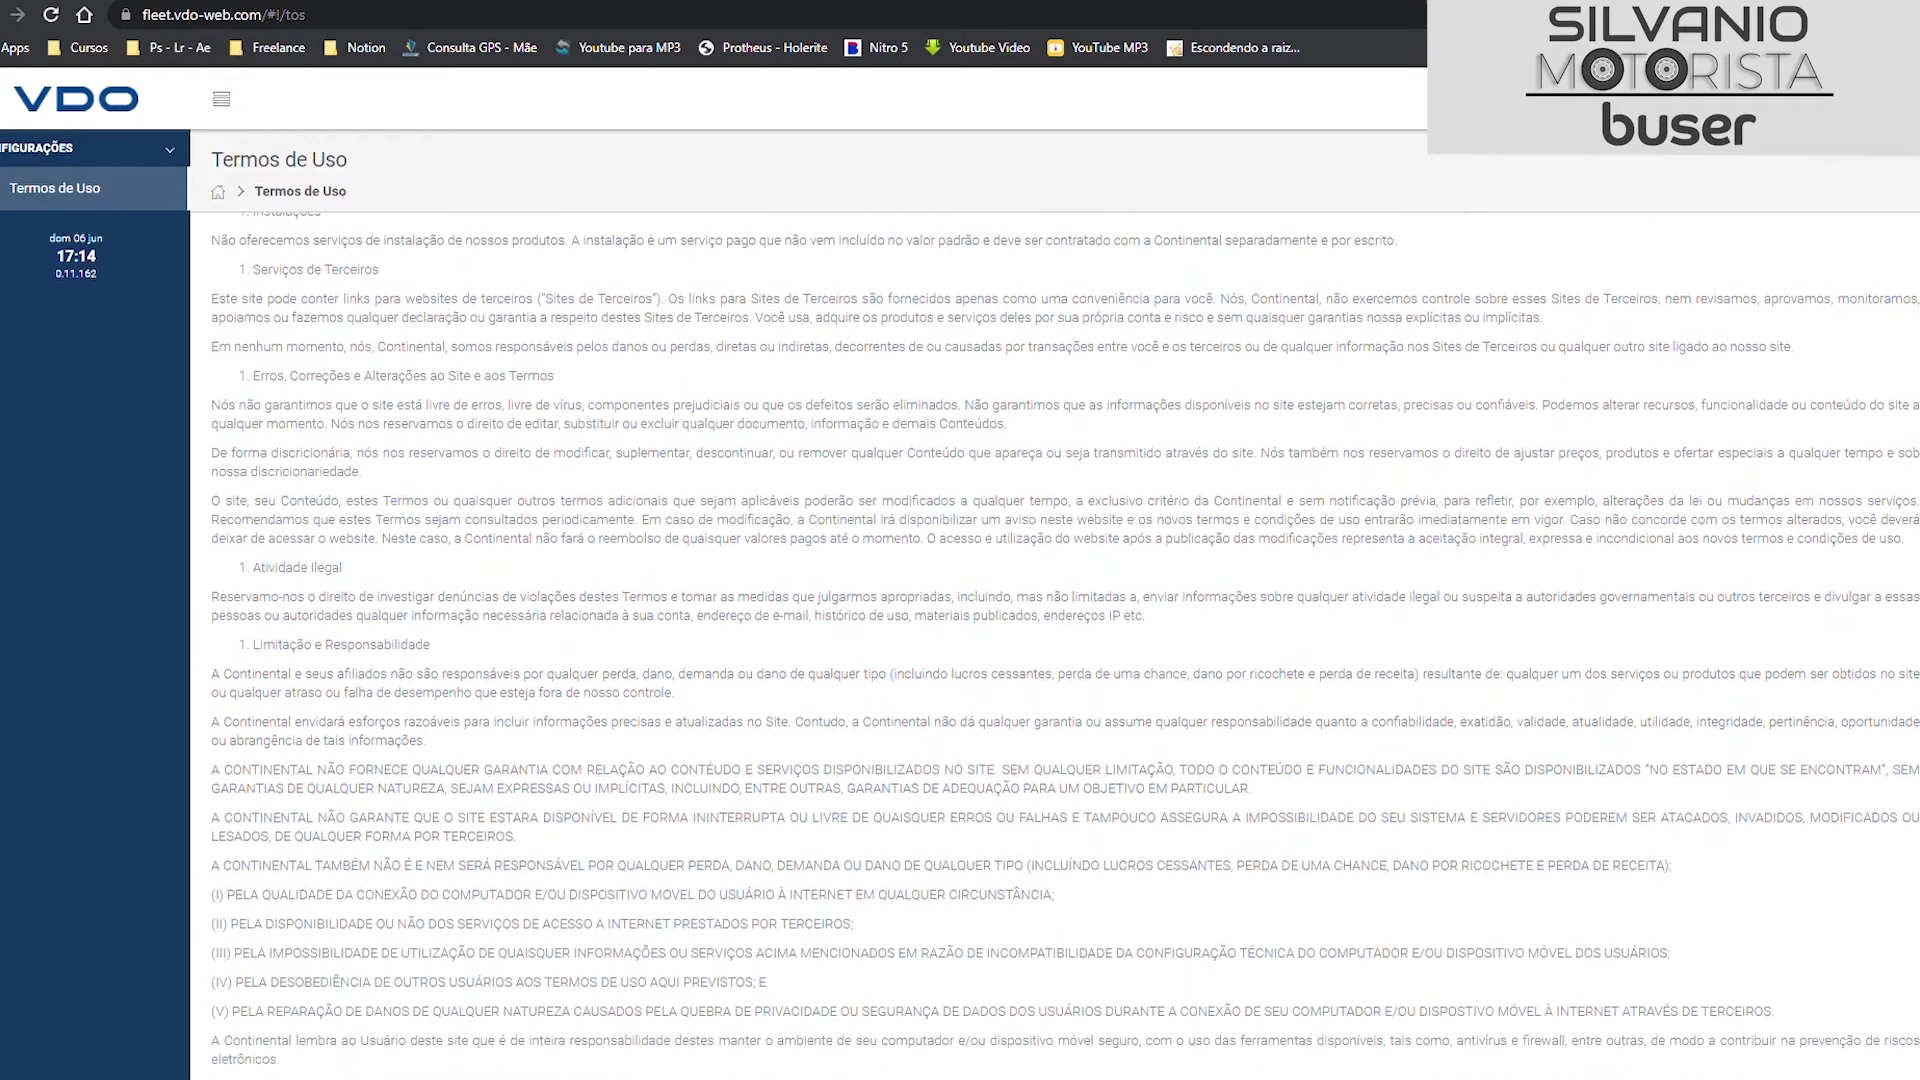 fleet.vdo-web.com/#!/tos
Apps Cursos Ps - Lr - Ae Freelance Notion Consulta GPS - Mãe Youtube para MP3 Protheus - Holerite Nitro 5 Youtube Video YouTube MP3 Escondendo a raiz...
SILVANIO
MOTORISTA
buser
VDO
NFIGURAÇÕES
Termos de Uso
dom 06 jun
17:14
0.11.162
Termos de Uso
Termos de Uso
1. Instalações
Não oferecemos serviços de instalação de nossos produtos. A instalação é um serviço pago que não vem incluído no valor padrão e deve ser contratado com a Continental separadamente e por escrito.
1. Serviços de Terceiros
Este site pode conter links para websites de terceiros ("Sites de Terceiros"). Os links para Sites de Terceiros são fornecidos apenas como uma conveniência para você. Nós, Continental, não exercemos controle sobre esses Sites de Terceiros, nem revisamos, aprovamos, monitoramos,
apoiamos ou fazemos qualquer declaração ou garantia a respeito destes Sites de Terceiros. Você usa, adquire os produtos e serviços deles por sua própria conta e risco e sem quaisquer garantias nossa explícitas ou implícitas.
Em nenhum momento, nós, Continental, somos responsáveis pelos danos ou perdas, diretas ou indiretas, decorrentes de ou causadas por transações entre você e os terceiros ou de qualquer informação nos Sites de Terceiros ou qualquer outro site ligado ao nosso site.
1. Erros, Correções e Alterações ao Site e aos Termos
Nós não garantimos que o site está livre de erros, livre de vírus, componentes prejudiciais ou que os defeitos serão eliminados. Não garantimos que as informações disponíveis no site estejam corretas, precisas ou confiáveis. Podemos alterar recursos, funcionalidade ou conteúdo do site a
qualquer momento. Nós nos reservamos o direito de editar, substituir ou excluir qualquer documento, informação e demais Conteúdos.
De forma discricionária, nós nos reservamos o direito de modificar, suplementar, descontinuar, ou remover qualquer Conteúdo que apareça ou seja transmitido através do site. Nós também nos reservamos o direito de ajustar preços, produtos e ofertar especiais a qualquer tempo e sob
nossa discricionariedade.
O site, seu Conteúdo, estes Termos ou quaisquer outros termos adicionais que sejam aplicáveis poderão ser modificados a qualquer tempo, a exclusivo critério da Continental e sem notificação prévia, para refletir, por exemplo, alterações da lei ou mudanças em nossos serviços.
Recomendamos que estes Termos sejam consultados periodicamente. Em caso de modificação, a Continental irá disponibilizar um aviso neste website e os novos termos e condições de uso entrarão imediatamente em vigor. Caso não concorde com os termos alterados, você deverá
deixar de acessar o website. Neste caso, a Continental não fará o reembolso de quaisquer valores pagos até o momento. O acesso e utilização do website após a publicação das modificações representa a aceitação integral, expressa e incondicional aos novos termos e condições de uso.
1. Atividade Ilegal
Reservamo-nos o direito de investigar denúncias de violações destes Termos e tomar as medidas que julgarmos apropriadas, incluindo, mas não limitadas a, enviar informações sobre qualquer atividade ilegal ou suspeita a autoridades governamentais ou outros terceiros e divulgar a essas
pessoas ou autoridades qualquer informação necessária relacionada à sua conta, endereço de e-mail, histórico de uso, materiais publicados, endereços IP etc.
1. Limitação e Responsabilidade
A Continental e seus afiliados não são responsáveis por qualquer perda, dano, demanda ou dano de qualquer tipo (incluindo lucros cessantes, perda de uma chance, dano por ricochete e perda de receita) resultante de: qualquer um dos serviços ou produtos que podem ser obtidos no site
ou qualquer atraso ou falha de desempenho que esteja fora de nosso controle.
A Continental envidará esforços razoáveis para incluir informações precisas e atualizadas no Site. Contudo, a Continental não dá qualquer garantia ou assume qualquer responsabilidade quanto a confiabilidade, exatidão, validade, atualidade, utilidade, integridade, pertinência, oportunidade
ou abrangência de tais informações.
A CONTINENTAL NÃO FORNECE QUALQUER GARANTIA COM RELAÇÃO AO CONTÉUDO E SERVIÇOS DISPONIBILIZADOS NO SITE. SEM QUALQUER LIMITAÇÃO, TODO O CONTEÚDO E FUNCIONALIDADES DO SITE SÃO DISPONIBILIZADOS "NO ESTADO EM QUE SE ENCONTRAM", SEM
GARANTIAS DE QUALQUER NATUREZA, SEJAM EXPRESSAS OU IMPLÍCITAS, INCLUINDO, ENTRE OUTRAS, GARANTIAS DE ADEQUAÇÃO PARA UM OBJETIVO EM PARTICULAR.
A CONTINENTAL NÃO GARANTE QUE O SITE ESTARA DISPONÍVEL DE FORMA ININTERRUPTA OU LIVRE DE QUAISQUER ERROS OU FALHAS E TAMPOUCO ASSEGURA A IMPOSSIBILIDADE DO SEU SISTEMA E SERVIDORES PODEREM SER ATACADOS, INVADIDOS, MODIFICADOS OU
LESADOS, DE QUALQUER FORMA POR TERCEIROS.
A CONTINENTAL TAMBÉM NÃO É E NEM SERÁ RESPONSÁVEL POR QUALQUER PERDA, DANO, DEMANDA OU DANO DE QUALQUER TIPO (INCLUÍNDO LUCROS CESSANTES, PERDA DE UMA CHANCE, DANO POR RICOCHETE E PERDA DE RECEITA):
(I) PELA QUALIDADE DA CONEXÃO DO COMPUTADOR E/OU DISPOSITIVO MOVEL DO USUÁRIO À INTERNET EM QUALQUER CIRCUNSTÂNCIA;
(II) PELA DISPONIBILIDADE OU NÃO DOS SERVIÇOS DE ACESSO A INTERNET PRESTADOS POR TERCEIROS;
(III) PELA IMPOSSIBILIDADE DE UTILIZAÇÃO DE QUAISQUER INFORMAÇÕES OU SERVIÇOS ACIMA MENCIONADOS EM RAZÃO DE INCOMPATIBILIDADE DA CONFIGURAÇÃO TÉCNICA DO COMPUTADOR E/OU DISPOSITIVO MÓVEL DOS USUÁRIOS;
(IV) PELA DESOBEDIÊNCIA DE OUTROS USUÁRIOS AOS TERMOS DE USO AQUI PREVISTOS; E
(V) PELA REPARAÇÃO DE DANOS DE QUALQUER NATUREZA CAUSADOS PELA QUEBRA DE PRIVACIDADE OU SEGURANÇA DE DADOS DOS USUÁRIOS DURANTE A CONEXÃO DE SEU COMPUTADOR E/OU DISPOSTIVO MÓVEL À INTERNET ATRAVÉS DE TERCEIROS.
A Continental lembra ao Usuário deste site que é de inteira responsabilidade destes manter o ambiente de seu computador e/ou dispositivo móvel seguro, com o uso das ferramentas disponíveis, tais como, antivírus e firewall, entre outras, de modo a contribuir na prevenção de riscos
eletrônicos.